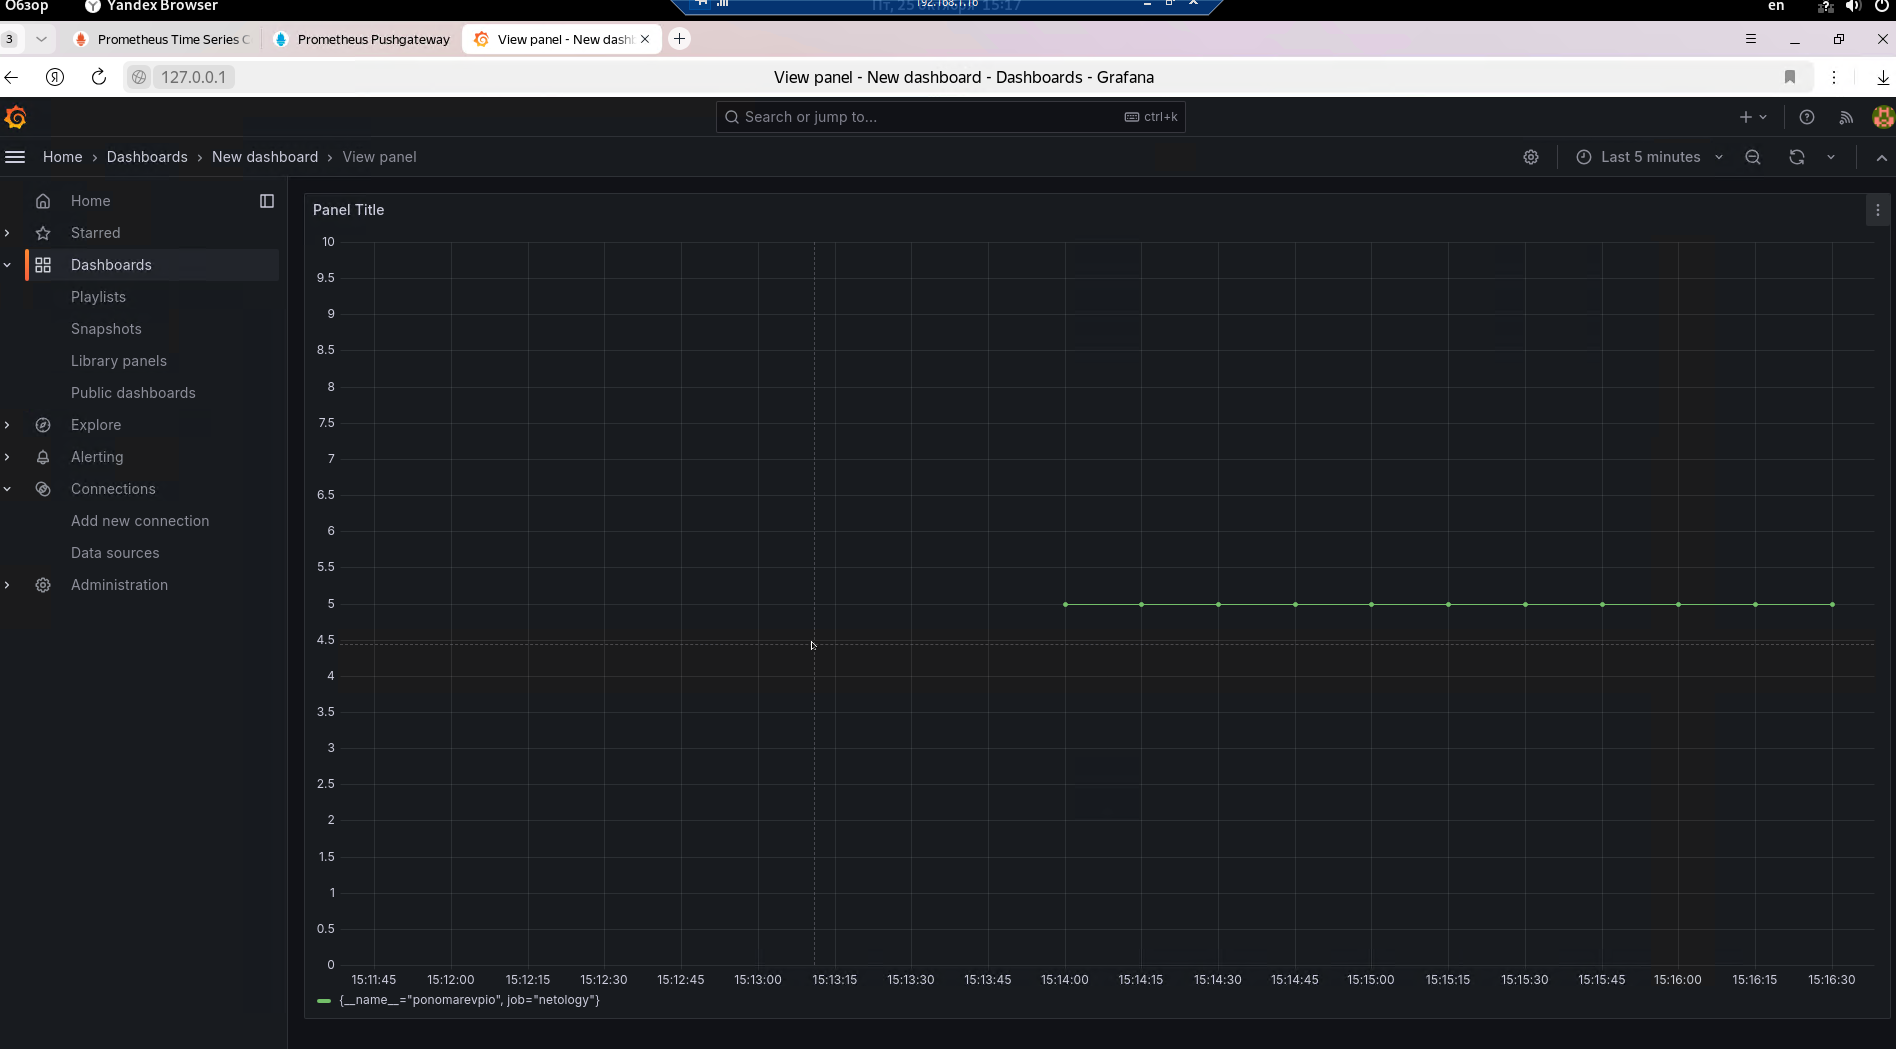 Обзор
Yandex Browser
192.168.1.16
en
3
Prometheus Time Series C
Prometheus Pushgateway
View panel - New dash
127.0.0.1
View panel - New dashboard - Dashboards - Grafana
Search or jump to...
ctrl+k
Home › Dashboards › New dashboard › View panel
Last 5 minutes
Home
Starred
Dashboards
Playlists
Snapshots
Library panels
Public dashboards
Explore
Alerting
Connections
Add new connection
Data sources
Administration
Panel Title
10
9.5
9
8.5
8
7.5
7
6.5
6
5.5
5
4.5
4
3.5
3
2.5
2
1.5
1
0.5
0
15:11:45 15:12:00 15:12:15 15:12:30 15:12:45 15:13:00 15:13:15 15:13:30 15:13:45 15:14:00 15:14:15 15:14:30 15:14:45 15:15:00 15:15:15 15:15:30 15:15:45 15:16:00 15:16:15 15:16:30
{__name__="ponomarevpio", job="netology"}